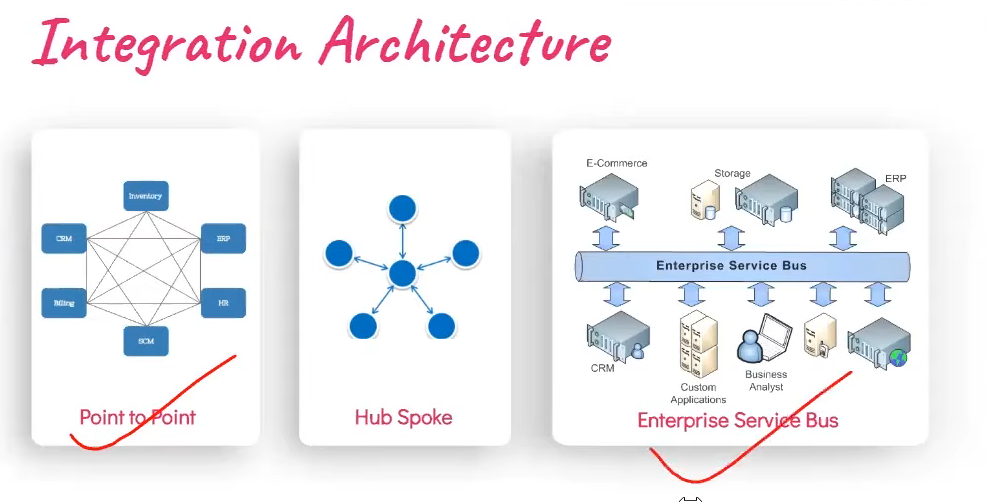 Integration Architecture
Inventory
CRM
ERP
Billing
HR
SCM
Point to Point
Hub Spoke
E-Commerce
Storage
ERP
Enterprise Service Bus
CRM
Custom
Applications
Business
Analyst
Enterprise Service Bus